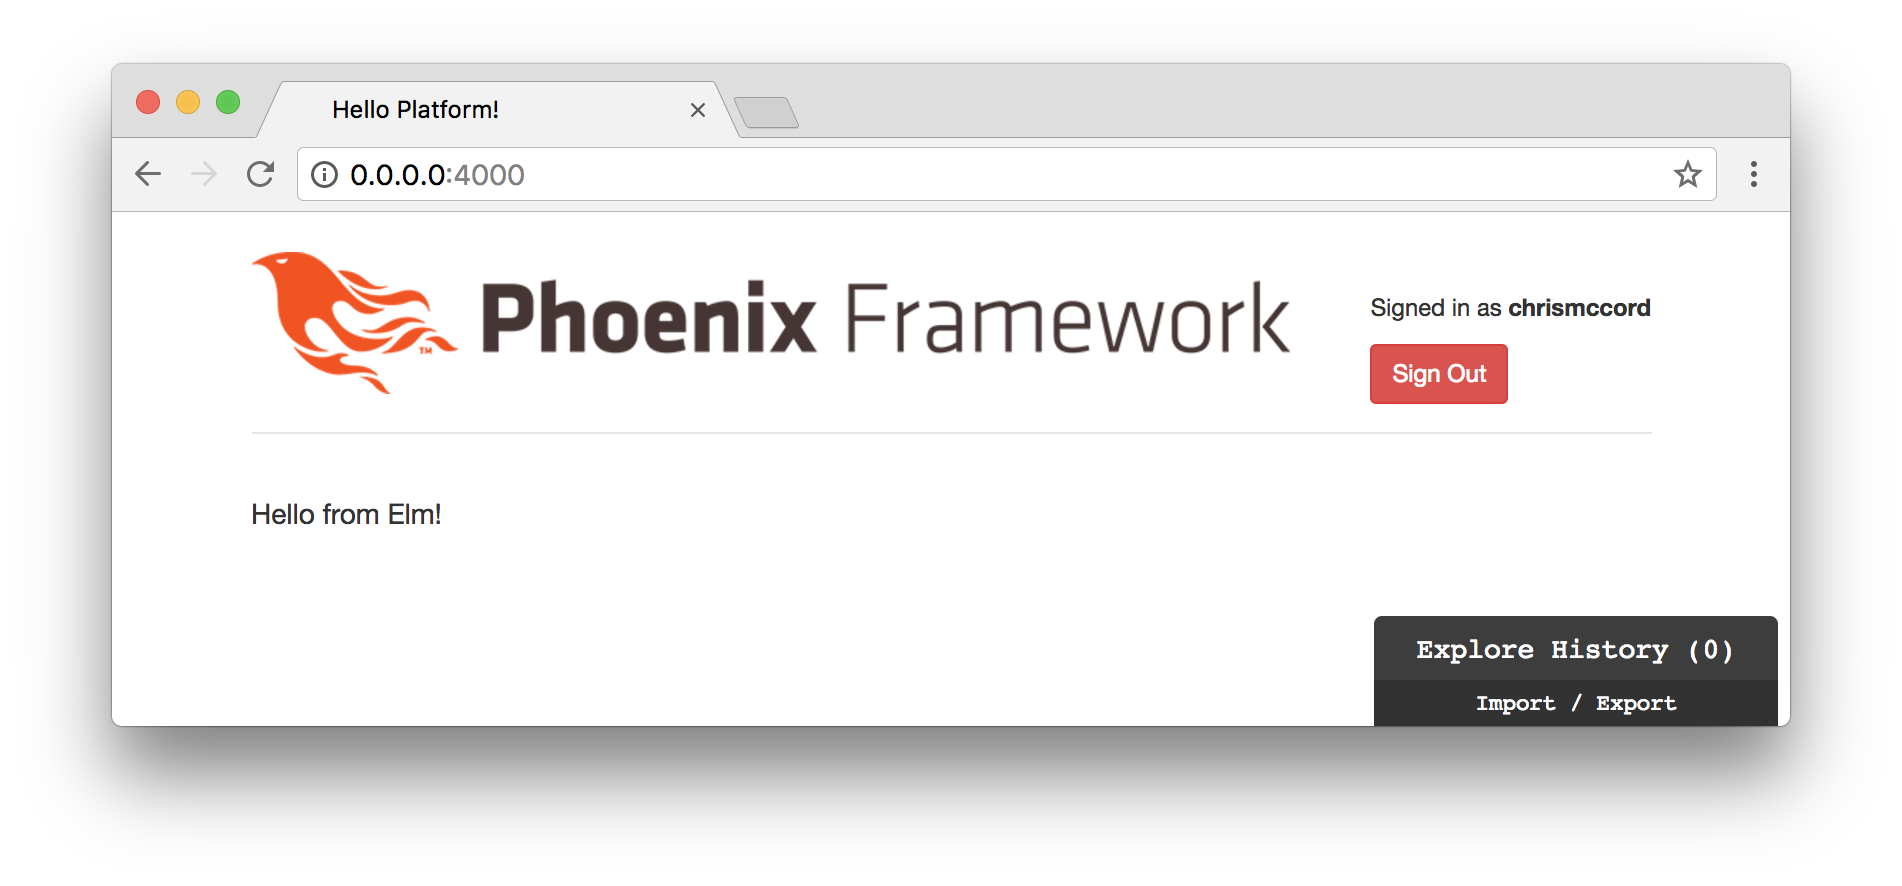 Hello Platform!
0.0.0.0:4000
Phoenix Framework
TM
Signed in as chrismccord
Sign Out
Hello from Elm!
Explore History (0)
Import / Export